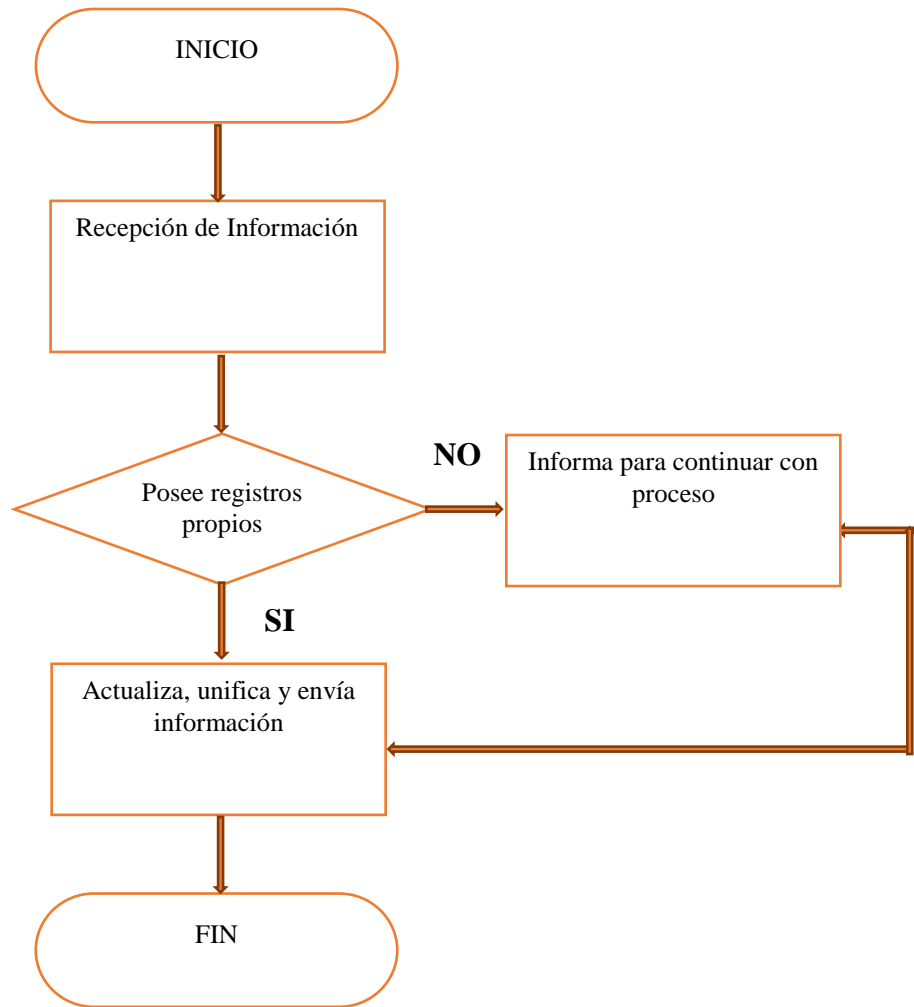 INICIO
Recepción de Información
Posee registros
propios
NO
Informa para continuar con
proceso
SI
Actualiza, unifica y envía
información
FIN